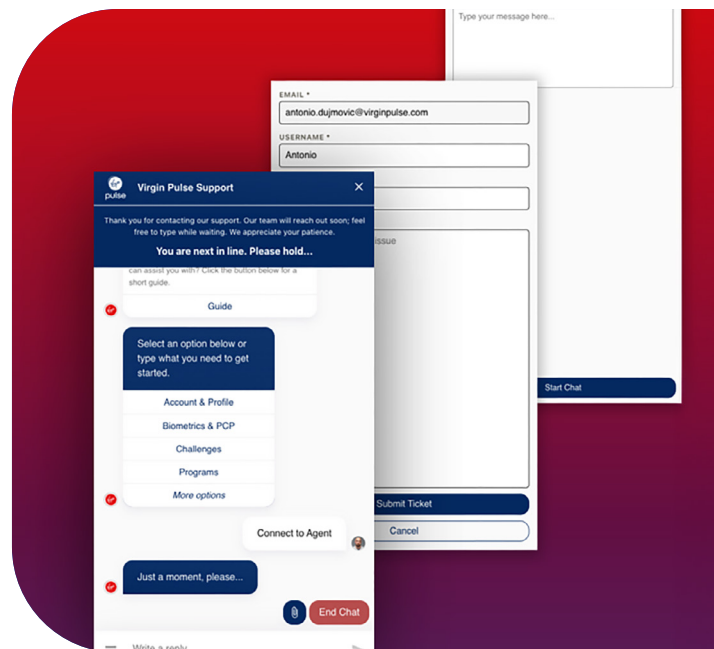 Type your message here...
Start Chat
EMAIL *
antonio.dujmovic@virginpulse.com
USERNAME *
Antonio
issue
Submit Ticket
Cancel
pulse
Virgin Pulse Support
Thank you for contacting our support. Our team will reach out soon; feel
free to type while waiting. We appreciate your patience.
You are next in line. Please hold...
can assist you with? Click the button below for a
short guide.
Guide
Select an option below or
type what you need to get
started.
Account & Profile
Biometrics & PCP
Challenges
Programs
More options
Connect to Agent
Just a moment, please...
End Chat
Write a reply